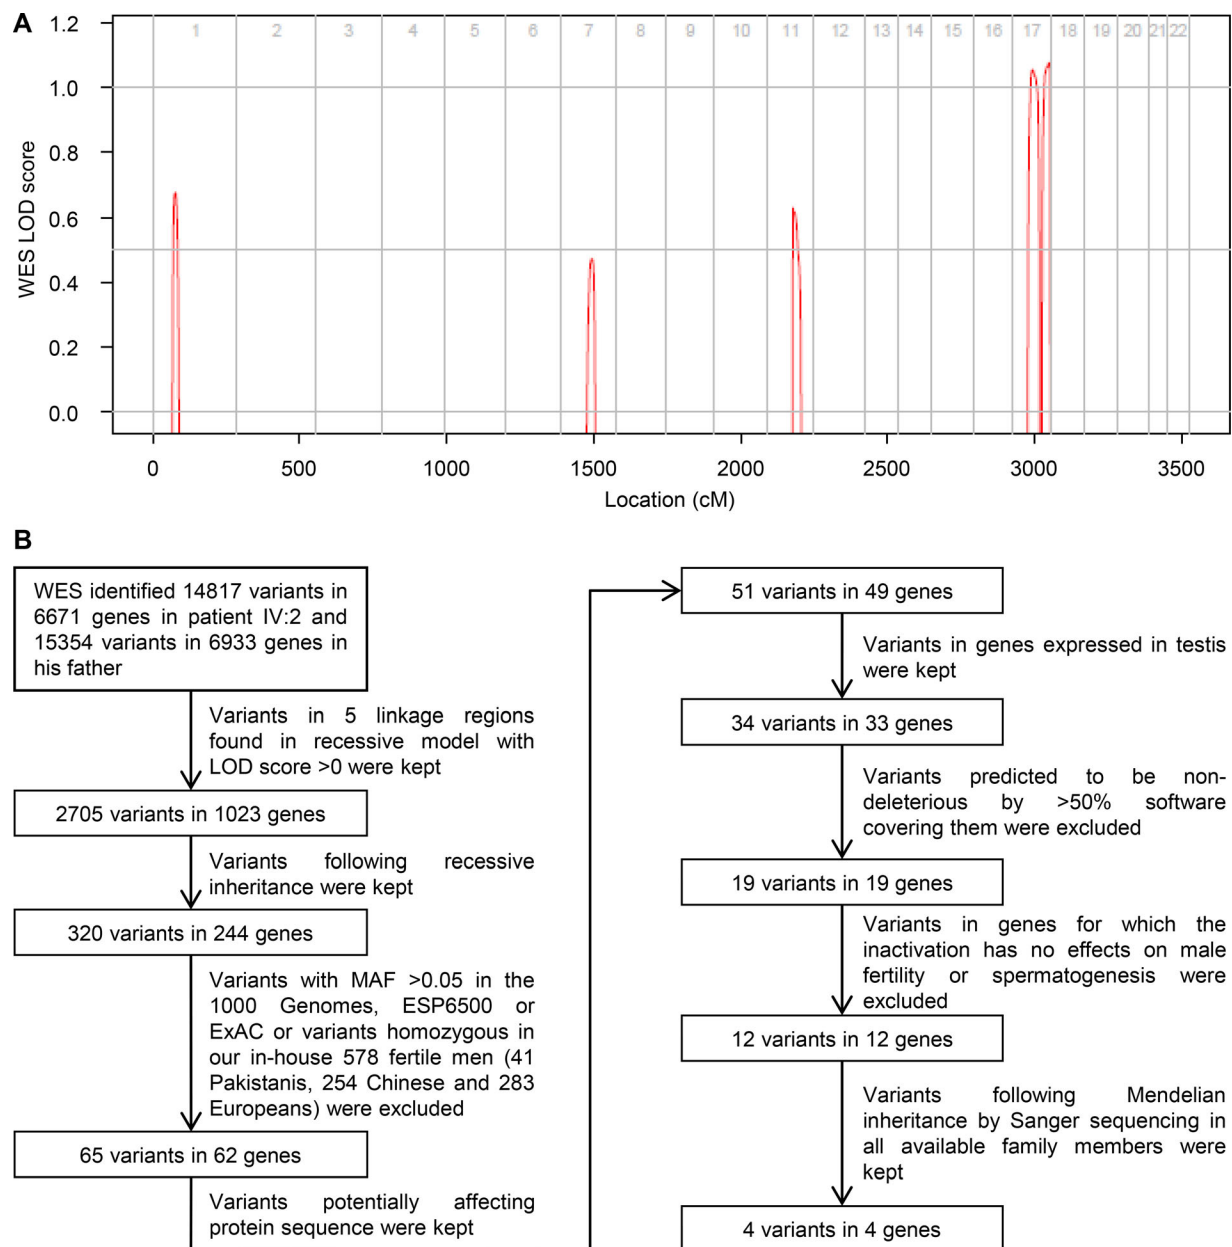 A
1.2
1 2 3 4 5 6 7 8 9 10 11 12 13 14 15 16 17 18 19 20 21 22
1.0
0.8
0.6
0.4
0.2
0.0
WES LOD score
0 500 1000 1500 2000 2500 3000 3500
Location (cM)
B
WES identified 14817 variants in
6671 genes in patient IV:2 and
15354 variants in 6933 genes in
his father
Variants in 5 linkage regions
found in recessive model with
LOD score >0 were kept
2705 variants in 1023 genes
Variants following recessive
inheritance were kept
320 variants in 244 genes
Variants with MAF >0.05 in the
1000 Genomes, ESP6500 or
ExAC or variants homozygous in
our in-house 578 fertile men (41
Pakistanis, 254 Chinese and 283
Europeans) were excluded
65 variants in 62 genes
Variants potentially affecting
protein sequence were kept
51 variants in 49 genes
Variants in genes expressed in testis
were kept
34 variants in 33 genes
Variants predicted to be non-
deleterious by >50% software
covering them were excluded
19 variants in 19 genes
Variants in genes for which the
inactivation has no effects on male
fertility or spermatogenesis were
excluded
12 variants in 12 genes
Variants following Mendelian
inheritance by Sanger sequencing in
all available family members were
kept
4 variants in 4 genes